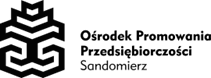 Ośrodek Promowania
Przedsiębiorczości
Sandomierz